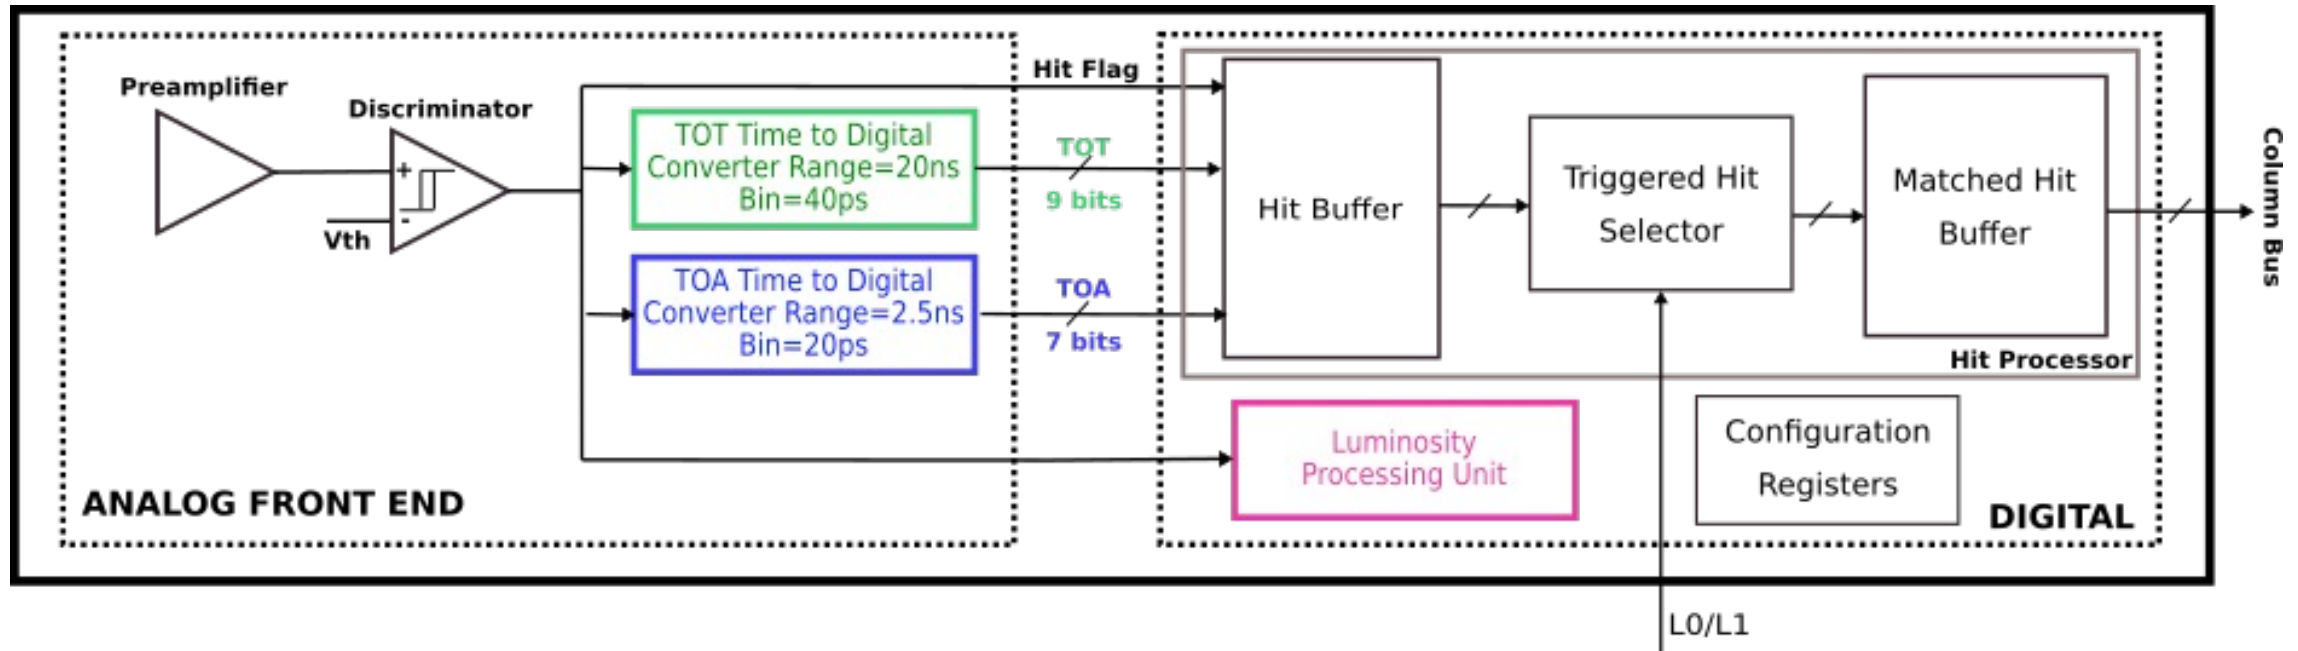 Preamplifier
Discriminator
+
-
Vth
TOT Time to Digital
Converter Range=20ns
Bin=40ps
TOA Time to Digital
Converter Range=2.5ns
Bin=20ps
ANALOG FRONT END
Hit Flag
TOT
9 bits
TOA
7 bits
Hit Buffer
Triggered Hit
Selector
Matched Hit
Buffer
Hit Processor
Luminosity
Processing Unit
Configuration
Registers
DIGITAL
Column Bus
L0/L1